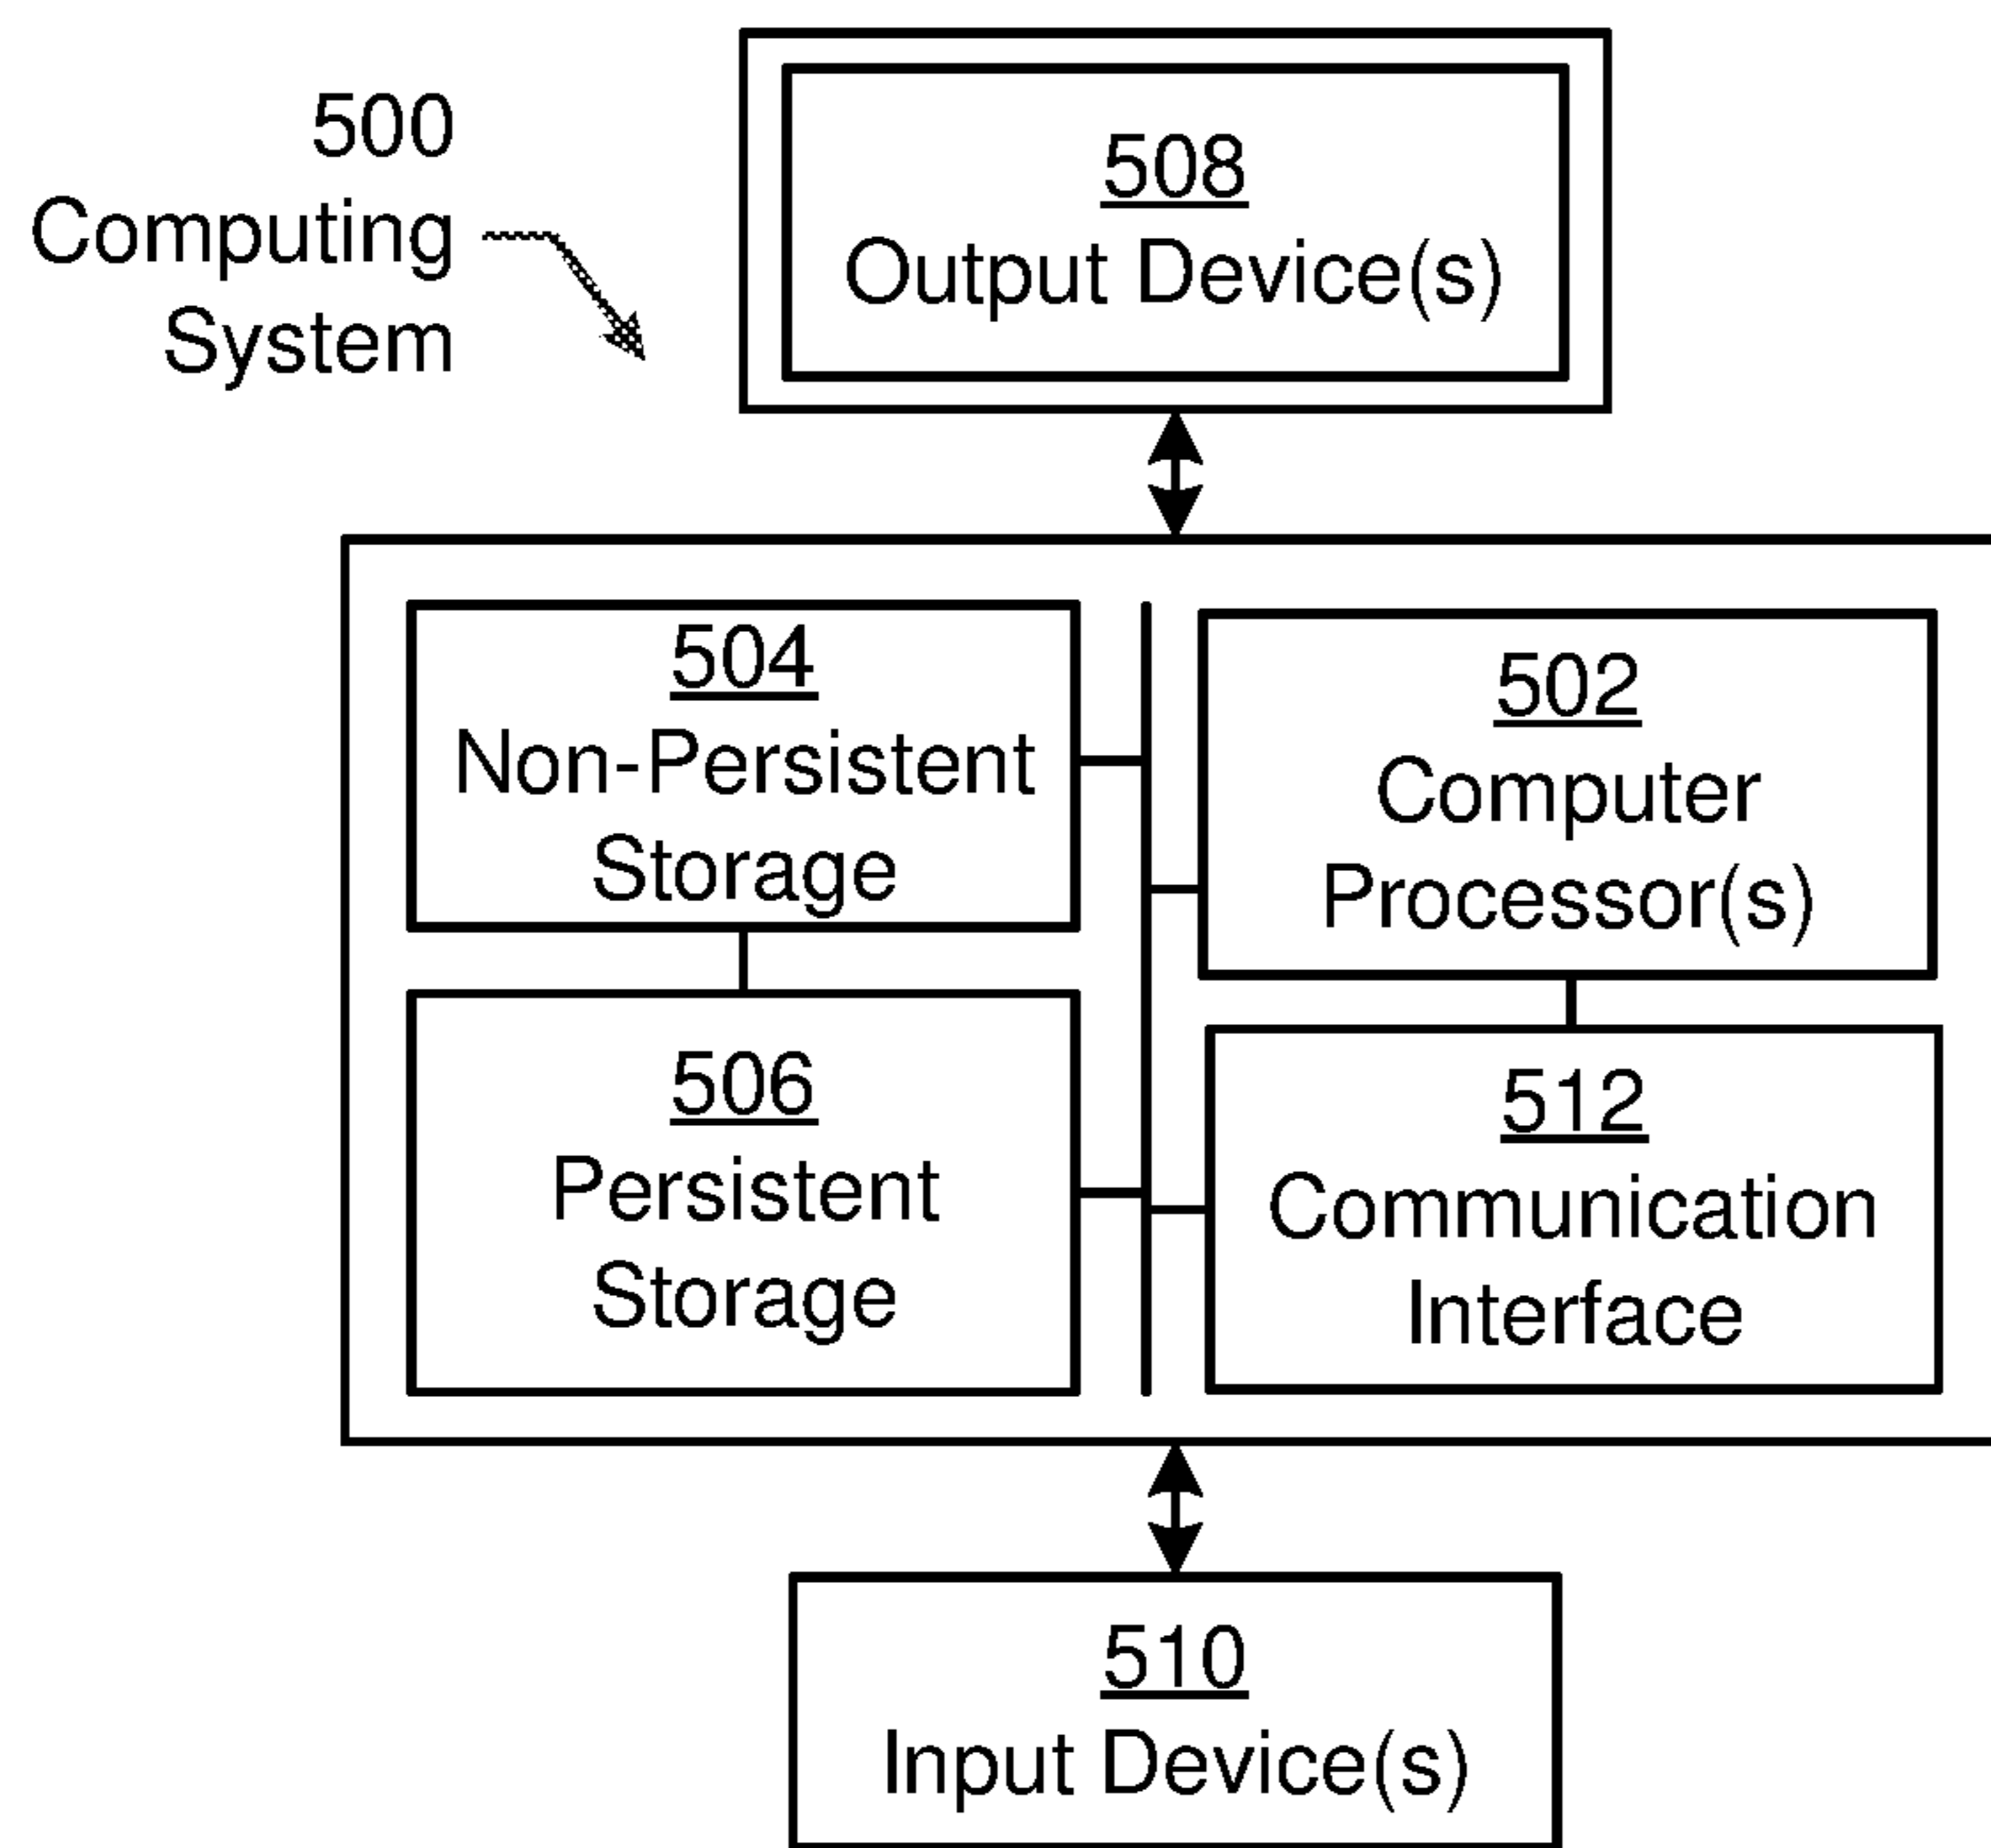 500
Computing
System
508
Output Device(s)
504
Non-Persistent
Storage
502
Computer
Processor(s)
506
Persistent
Storage
512
Communication
Interface
510
Input Device(s)